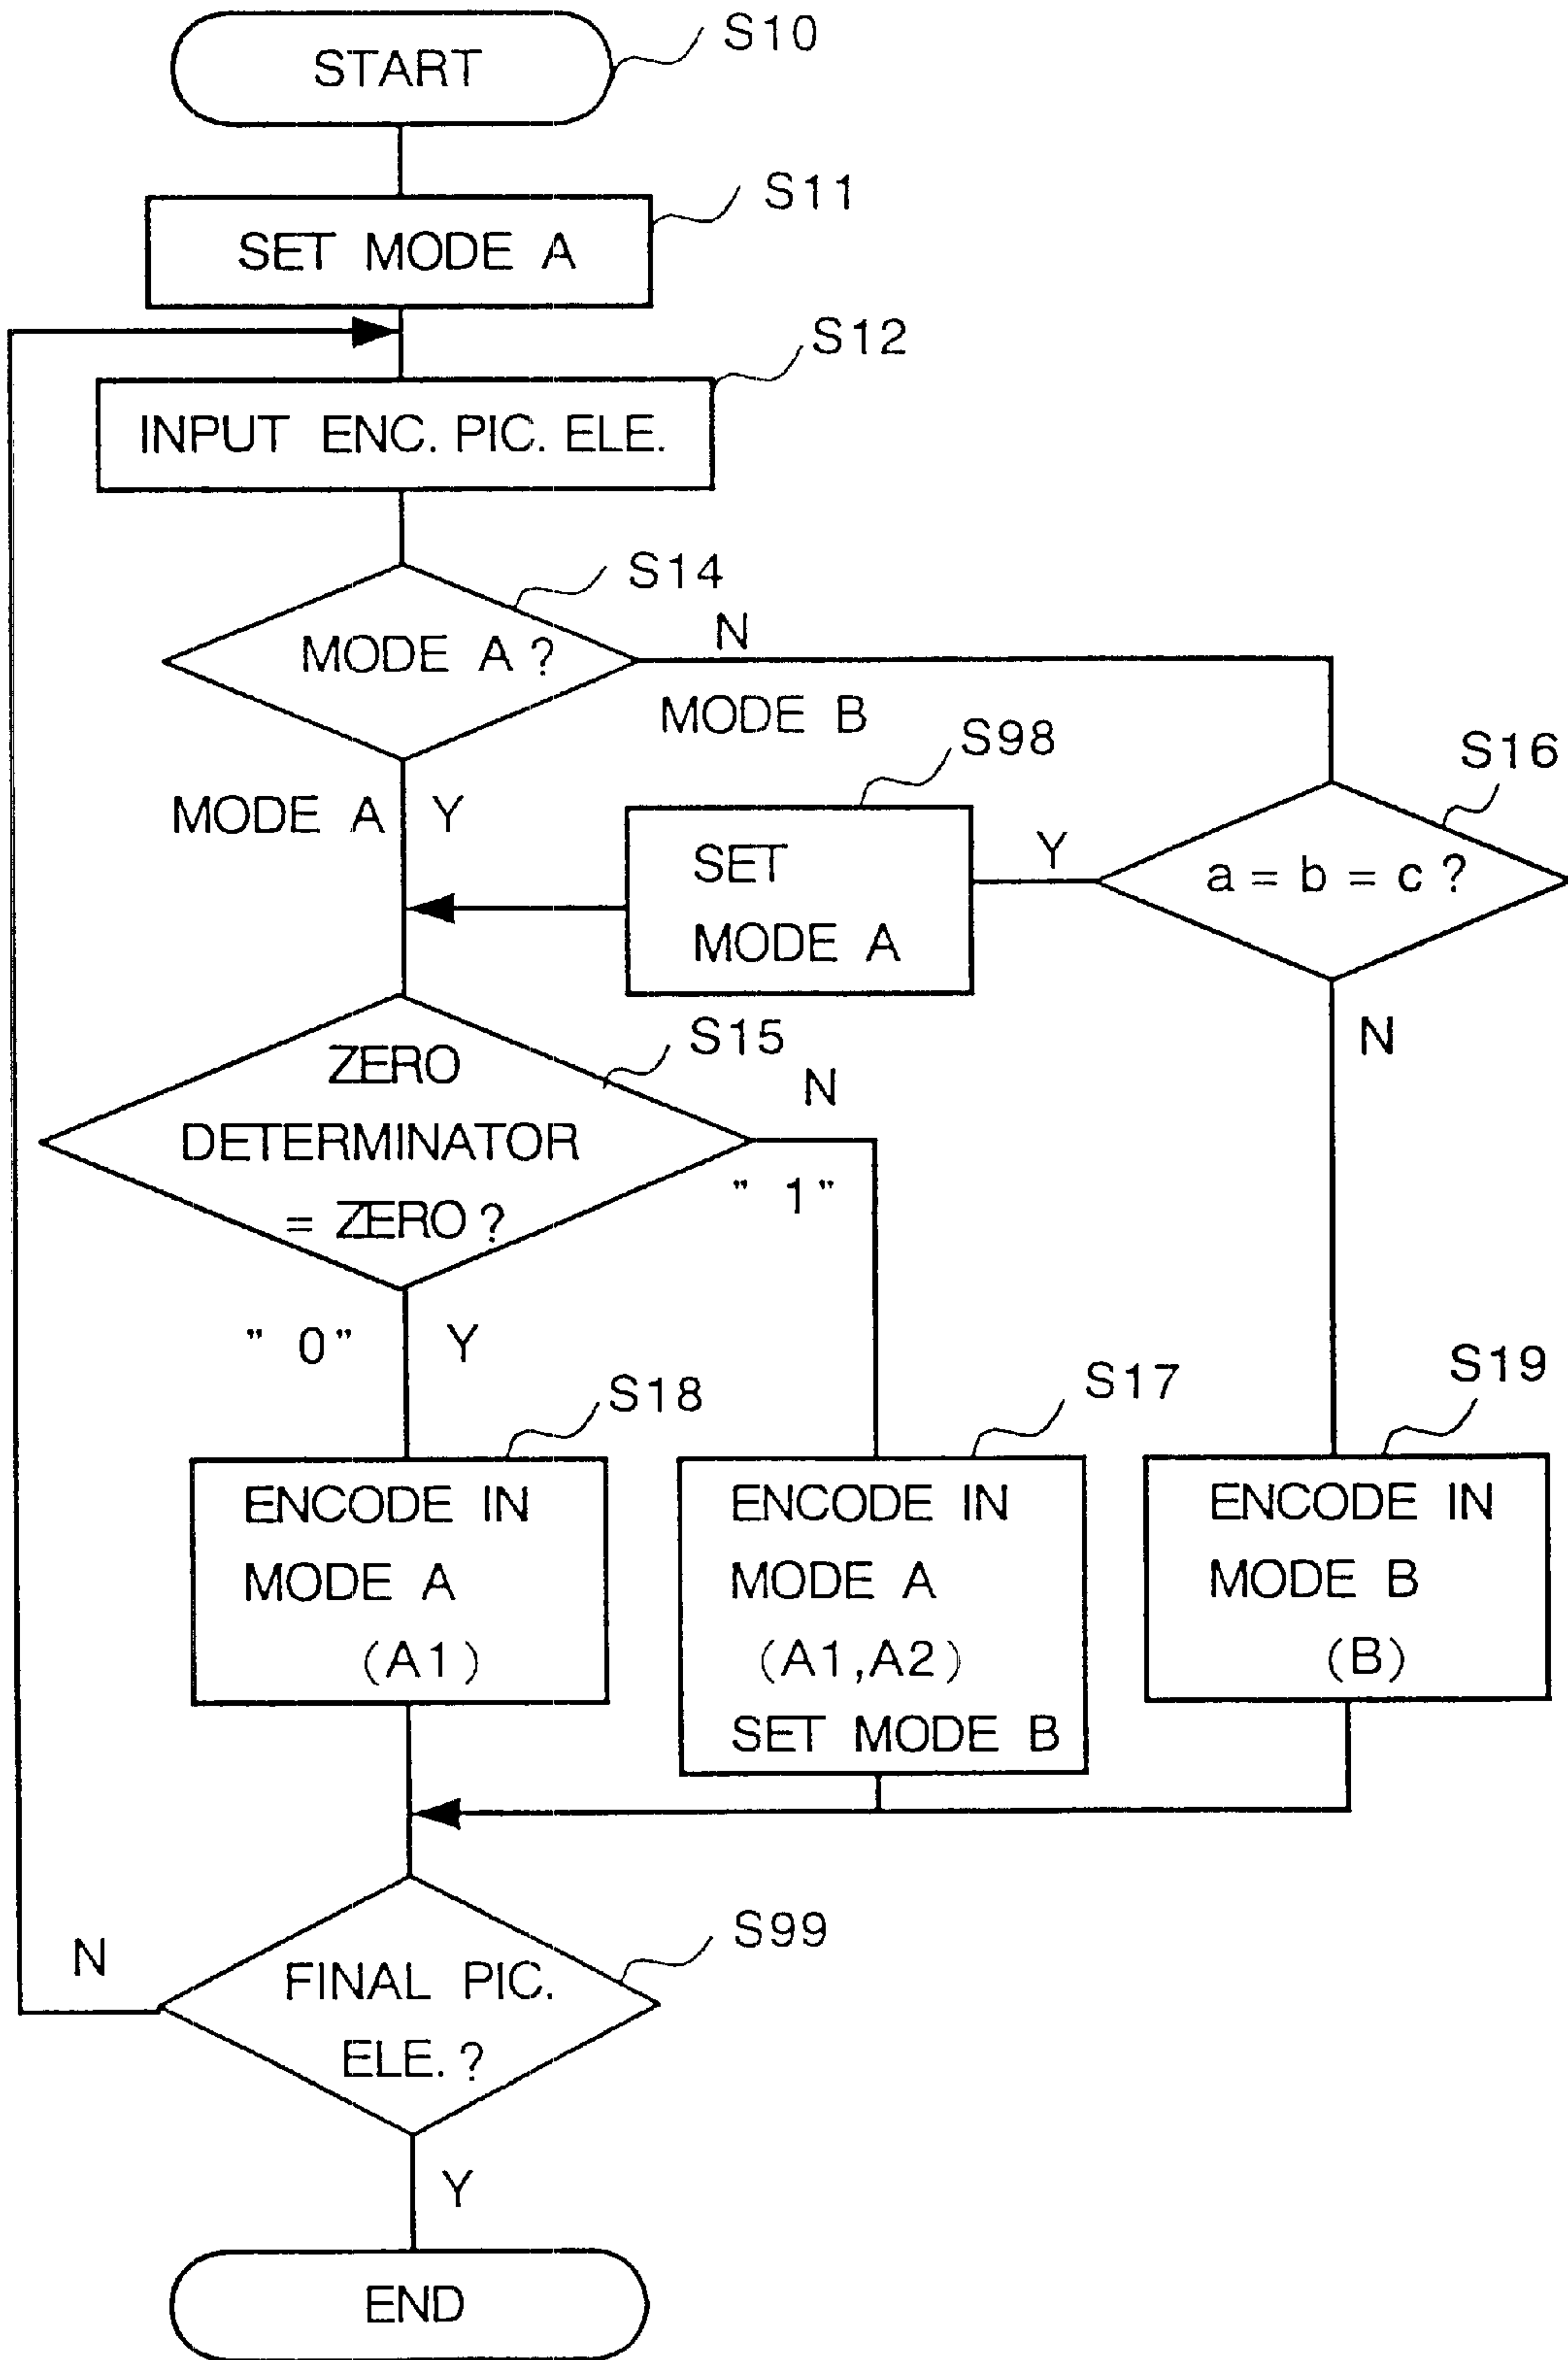 START
S10
SET MODE A
S11
INPUT ENC. PIC. ELE.
S12
MODE A ?
S14
N
MODE B
MODE A
Y
SET
MODE A
S98
Y
a = b = c ?
S16
N
ZERO
DETERMINATOR
= ZERO ?
S15
N
" 1"
" 0"
Y
ENCODE IN
MODE A
(A1)
S18
ENCODE IN
MODE A
(A1,A2)
SET MODE B
S17
ENCODE IN
MODE B
(B)
S19
FINAL PIC.
ELE. ?
S99
N
Y
END